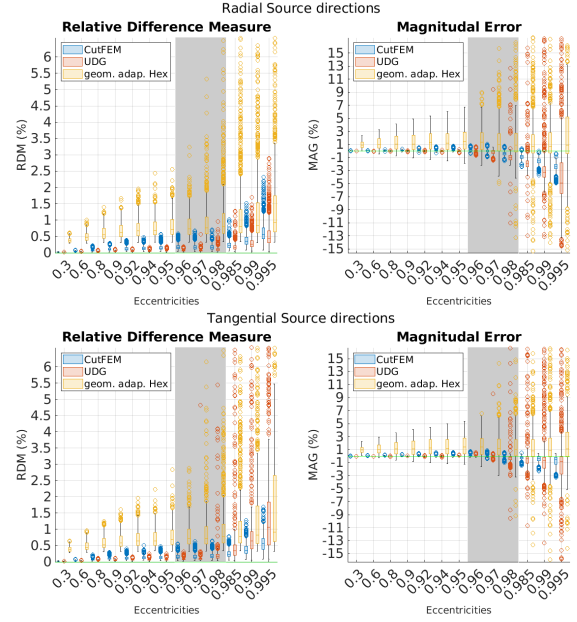 Radial Source directions
Relative Difference Measure
RDM (%)
6
5.5
5
4.5
4
3.5
3
2.5
2
1.5
1
0.5
0
CutFEM
UDG
geom. adap. Hex
0.3 0.6 0.8 0.9 0.92 0.94 0.95 0.96 0.97 0.98 0.985 0.99 0.995
Eccentricities
Magnitudal Error
MAG (%)
15
13
11
9
7
5
3
1
-1
-3
-5
-7
-9
-11
-13
-15
CutFEM
UDG
geom. adap. Hex
0.3 0.6 0.8 0.9 0.92 0.94 0.95 0.96 0.97 0.98 0.985 0.99 0.995
Eccentricities
Tangential Source directions
Relative Difference Measure
RDM (%)
6
5.5
5
4.5
4
3.5
3
2.5
2
1.5
1
0.5
0
CutFEM
UDG
geom. adap. Hex
0.3 0.6 0.8 0.9 0.92 0.94 0.95 0.96 0.97 0.98 0.985 0.99 0.995
Eccentricities
Magnitudal Error
MAG (%)
15
13
11
9
7
5
3
1
-1
-3
-5
-7
-9
-11
-13
-15
CutFEM
UDG
geom. adap. Hex
0.3 0.6 0.8 0.9 0.92 0.94 0.95 0.96 0.97 0.98 0.985 0.99 0.995
Eccentricities